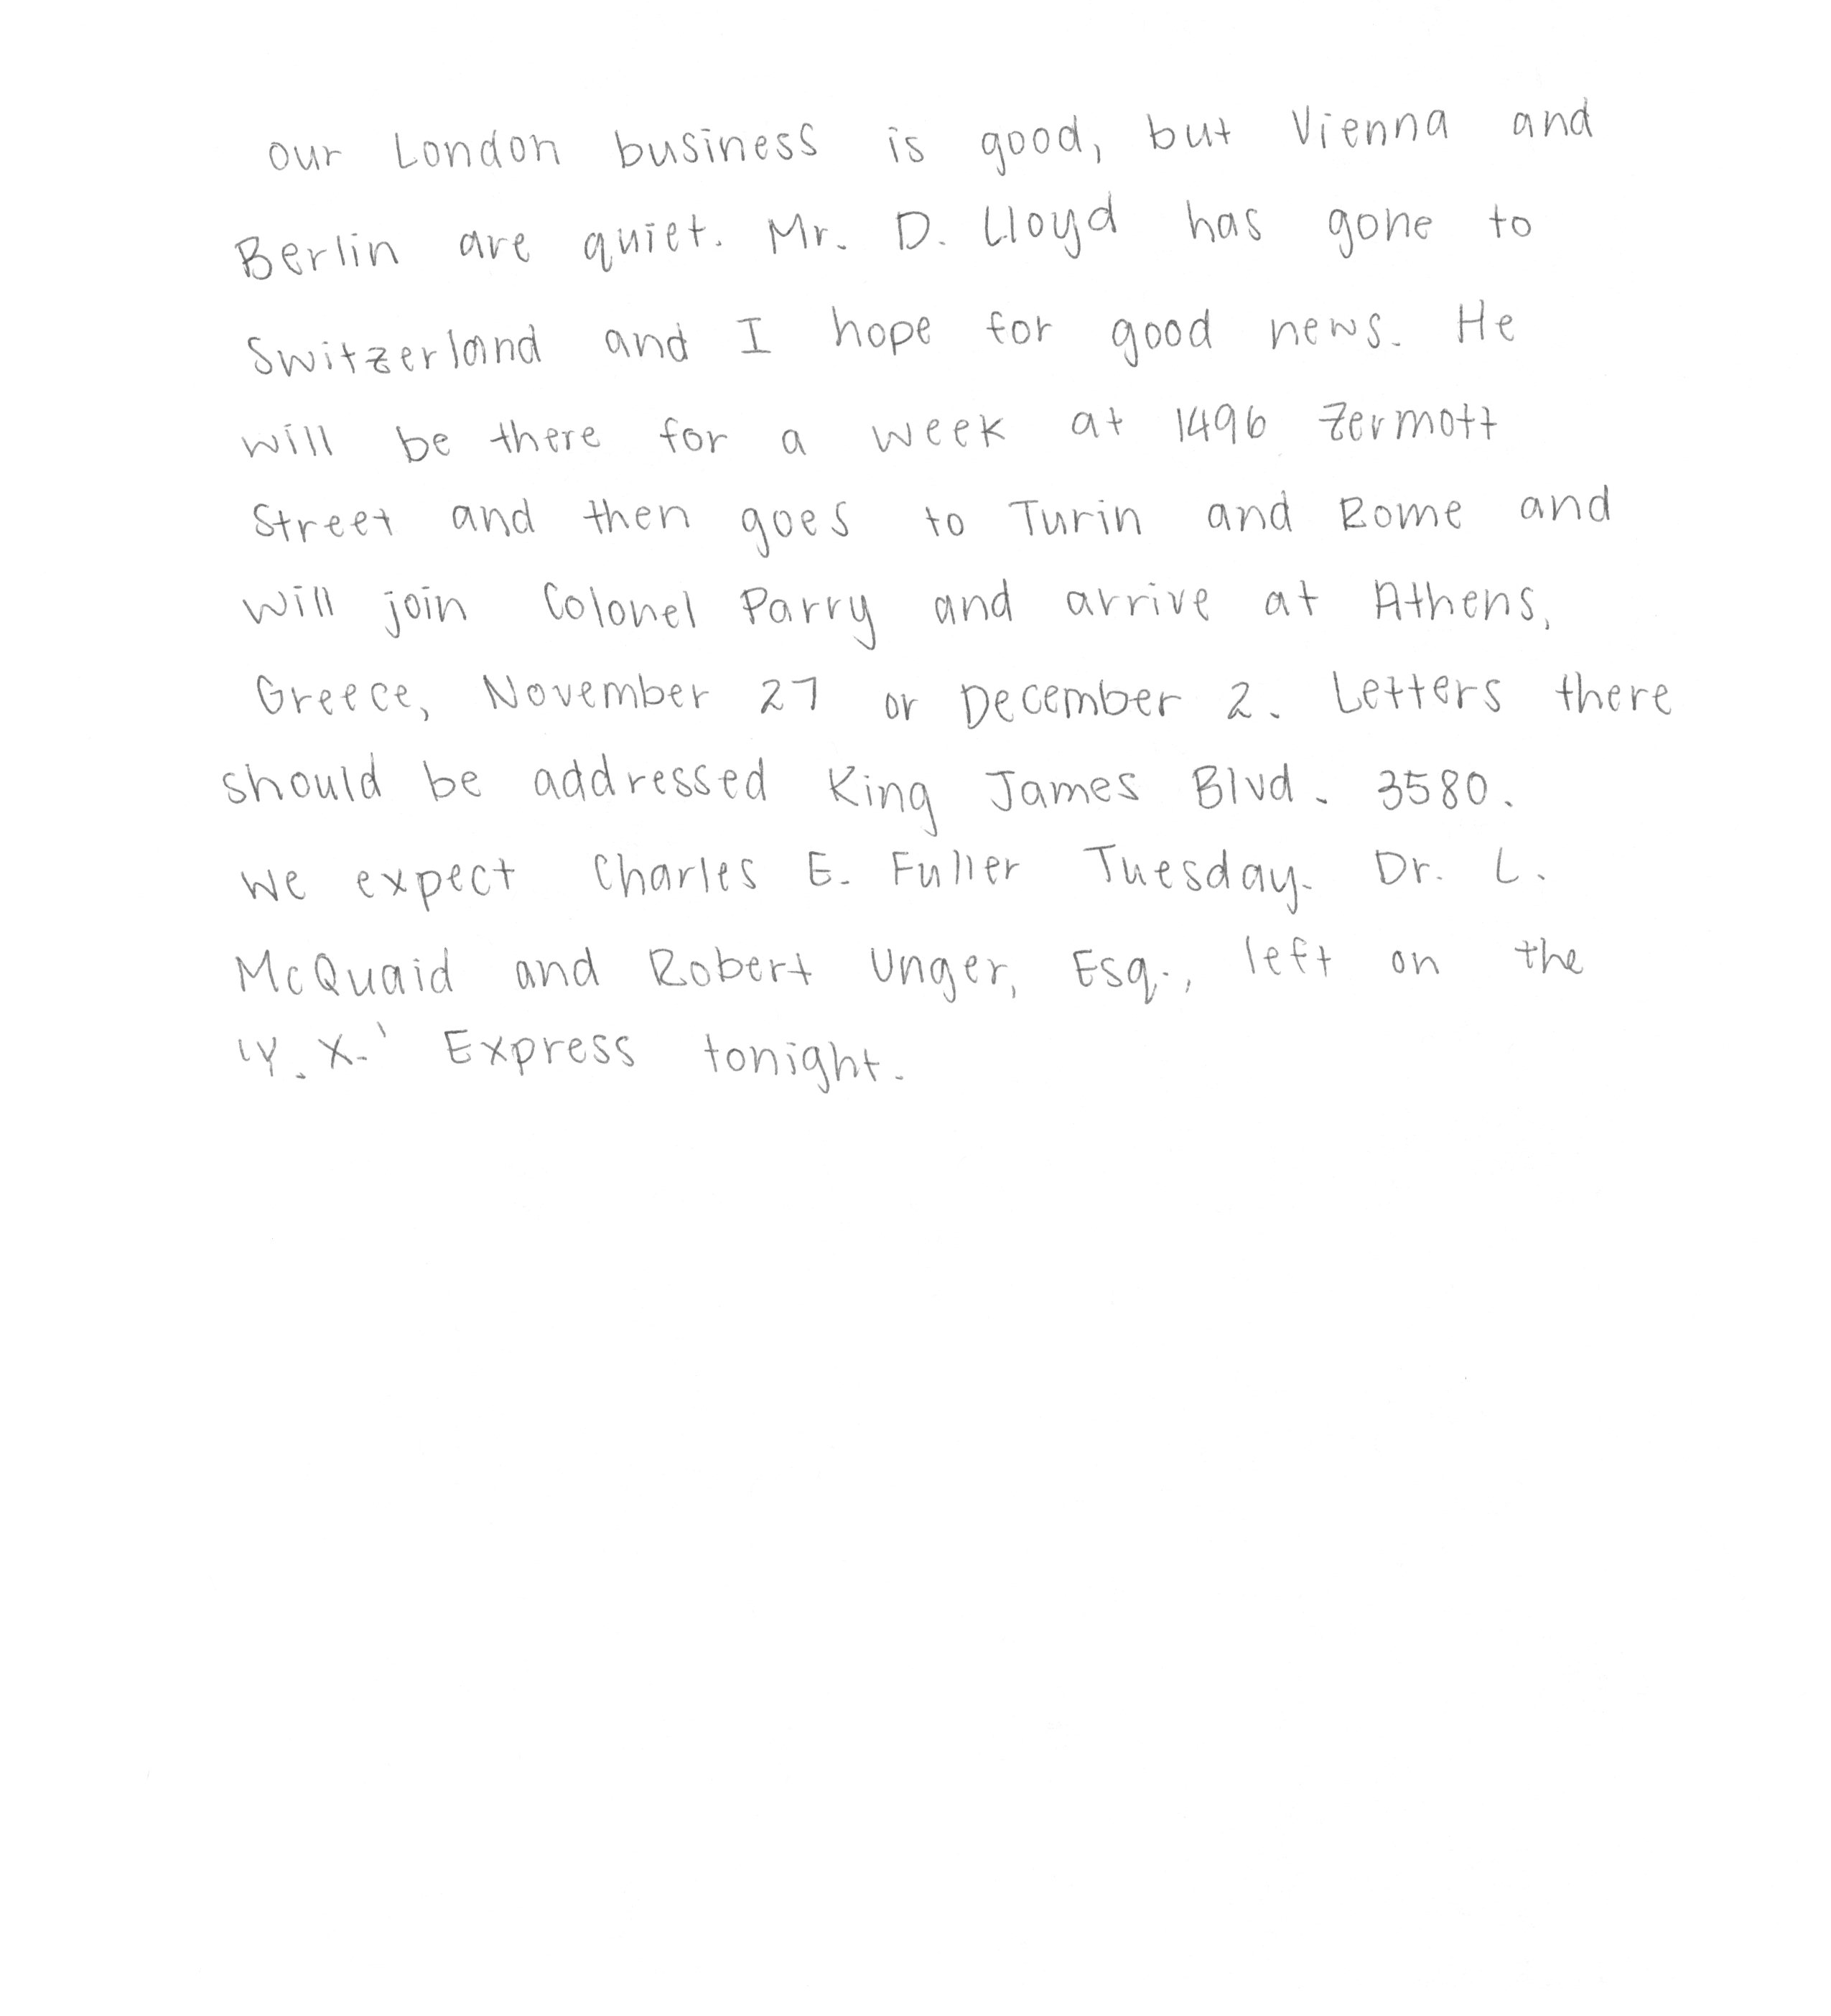 our London business is good, but Vienna and
Berlin are quiet. Mr. D. Lloyd has gone to
Switzerland and I hope for good news. He
will be there for a week at 1496 Zermott
Street and then goes to Turin and Rome and
will join Colonel Parry and arrive at Athens,
Greece, November 27 or December 2. Letters there
should be addressed King James Blvd. 3580.
We expect Charles E. Fuller Tuesday. Dr. L.
McQuaid and Robert Unger, Esq., left on the
'Y. X.' Express tonight.